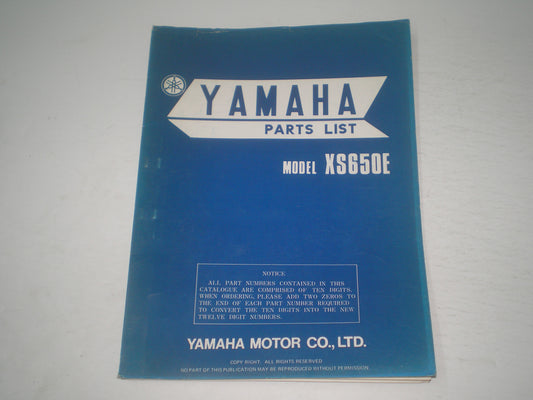 YAMAHA
PARTS LIST
MODEL XS650E
NOTICE
ALL PART NUMBERS CONTAINED IN THIS
CATALOGUE ARE COMPRISED OF TEN DIGITS.
WHEN ORDERING, PLEASE ADD TWO ZEROS TO
THE END OF EACH PART NUMBER REQUIRED
TO CONVERT THE TEN DIGITS INTO THE NEW
TWELVE DIGIT NUMBERS.
YAMAHA MOTOR CO., LTD.
COPY RIGHT. ALL RIGHTS RESERVED
NO PART OF THIS PUBLICATION MAY BE REPRODUCED WITHOUT PERMISSION